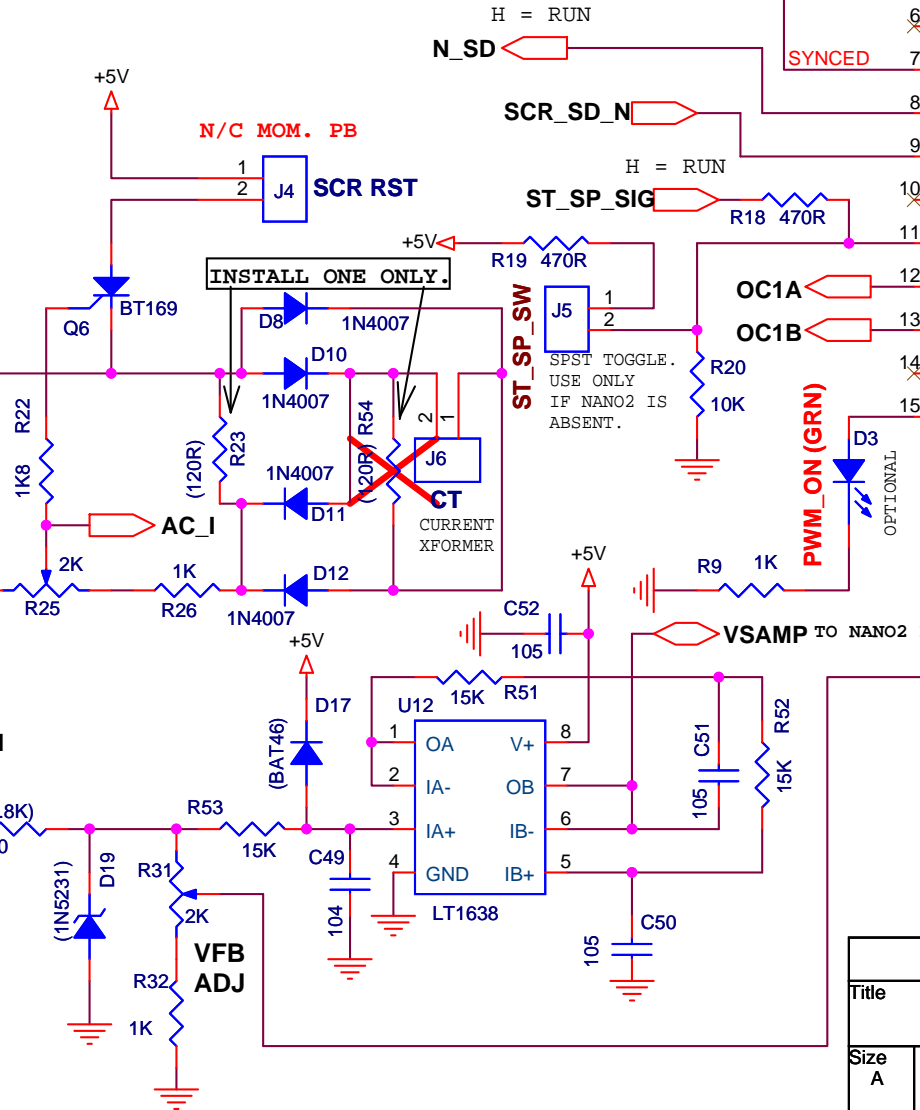 H = RUN
N_SD
6
SYNCED
7
+5V
8
SCR_SD_N
N/C MOM. PB
9
1
2
J4
SCR RST
H = RUN
ST_SP_SIG
10
R18 470R
11
+5V
R19 470R
INSTALL ONE ONLY.
BT169
Q6
D8
1N4007
ST_SP_SW
J5
1
2
OC1A
12
OC1B
13
D10
1N4007
SPST TOGGLE.
USE ONLY
IF NANO2 IS
ABSENT.
R20
10K
14
15
R22
1K8
(120R)
R23
R54
(120R)
2
1
J6
CT
CURRENT
XFORMER
1N4007
D11
PWM_ON (GRN)
D3
OPTIONAL
AC_I
2K
R25
1K
R26
D12
1N4007
+5V
R9
1K
C52
105
VSAMP TO NANO2
+5V
D17
(BAT46)
15K
R51
U12
1
OA
V+
8
2
IA-
OB
7
3
IA+
IB-
6
4
GND
IB+
5
LT1638
C51
105
R52
15K
.8K)
R53
15K
C49
104
C50
105
(1N5231)
D19
R31
2K
VFB
ADJ
R32
1K
Title
Size
A